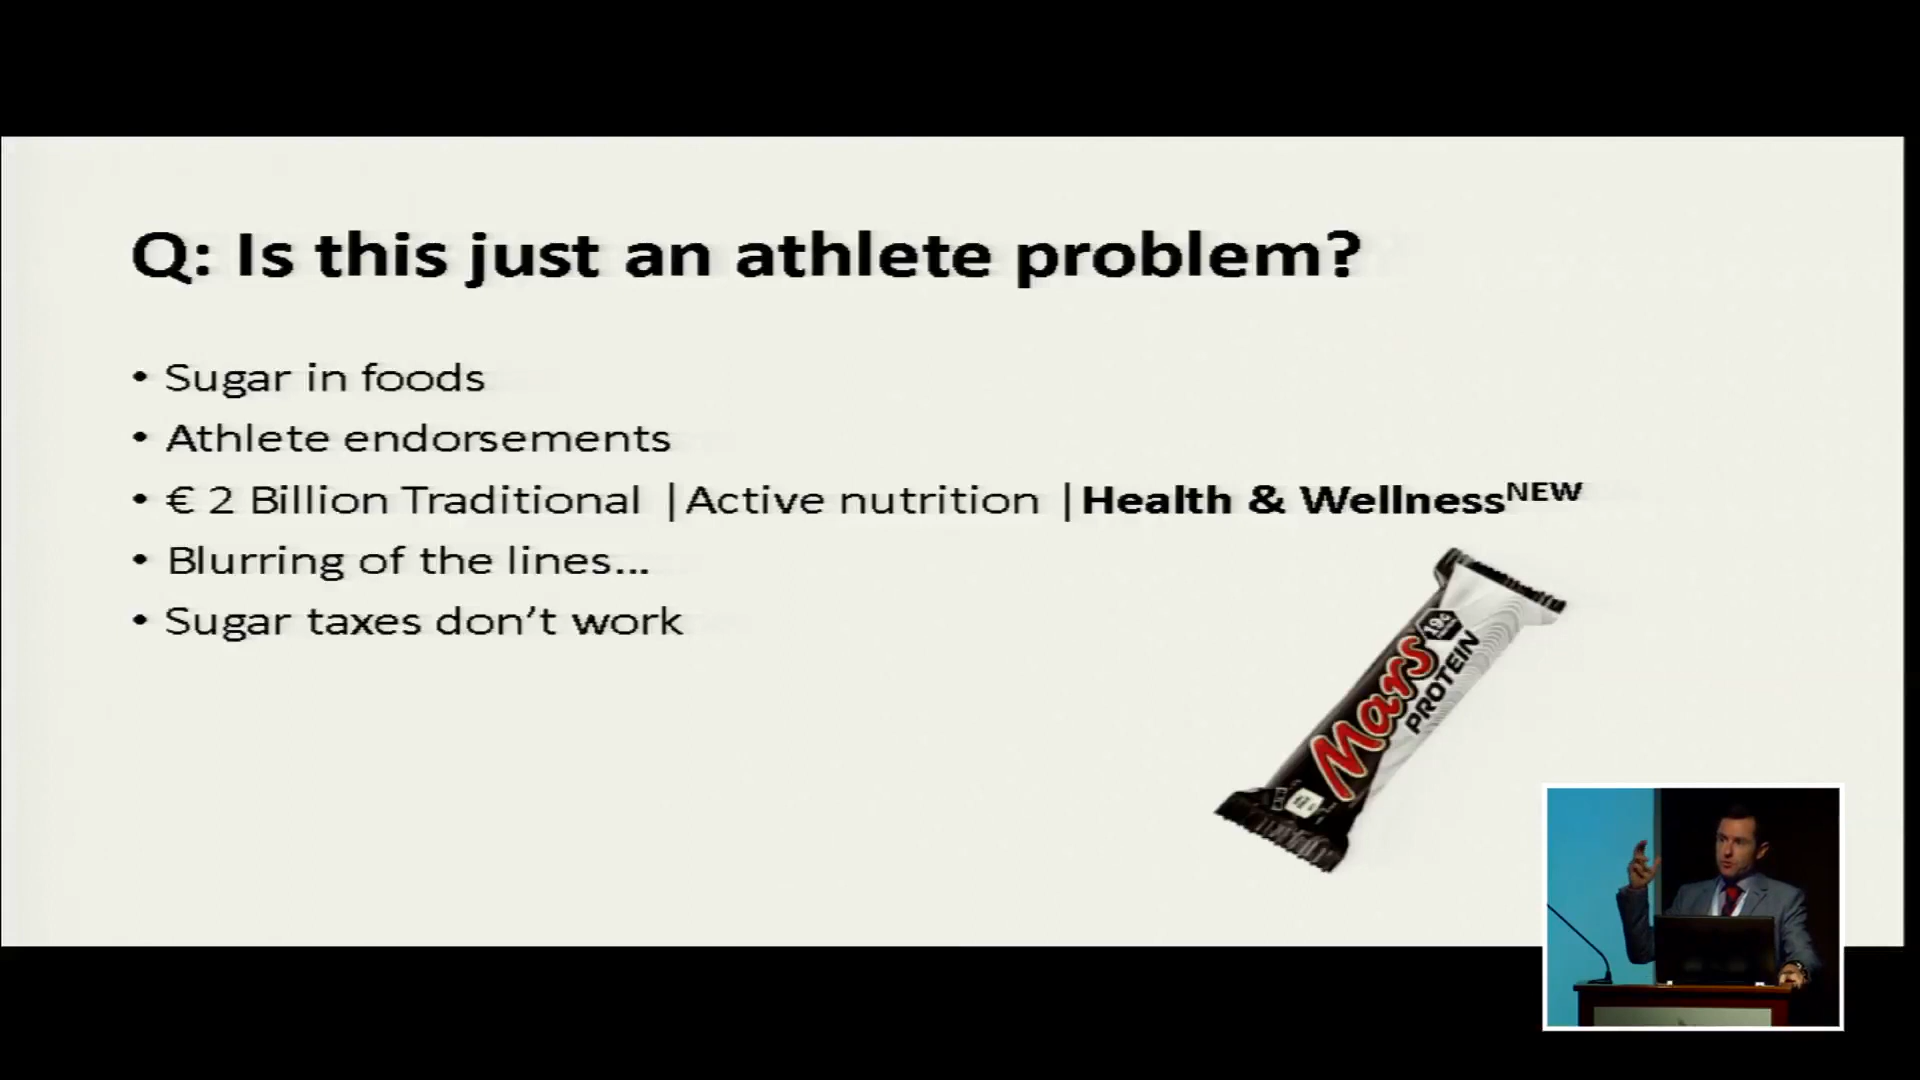 Q: Is this just an athlete problem?
• Sugar in foods
• Athlete endorsements
• € 2 Billion Traditional |Active nutrition |Health & WellnessNEW
• Blurring of the lines...
• Sugar taxes don’t work
19g
Mars
PROTEIN